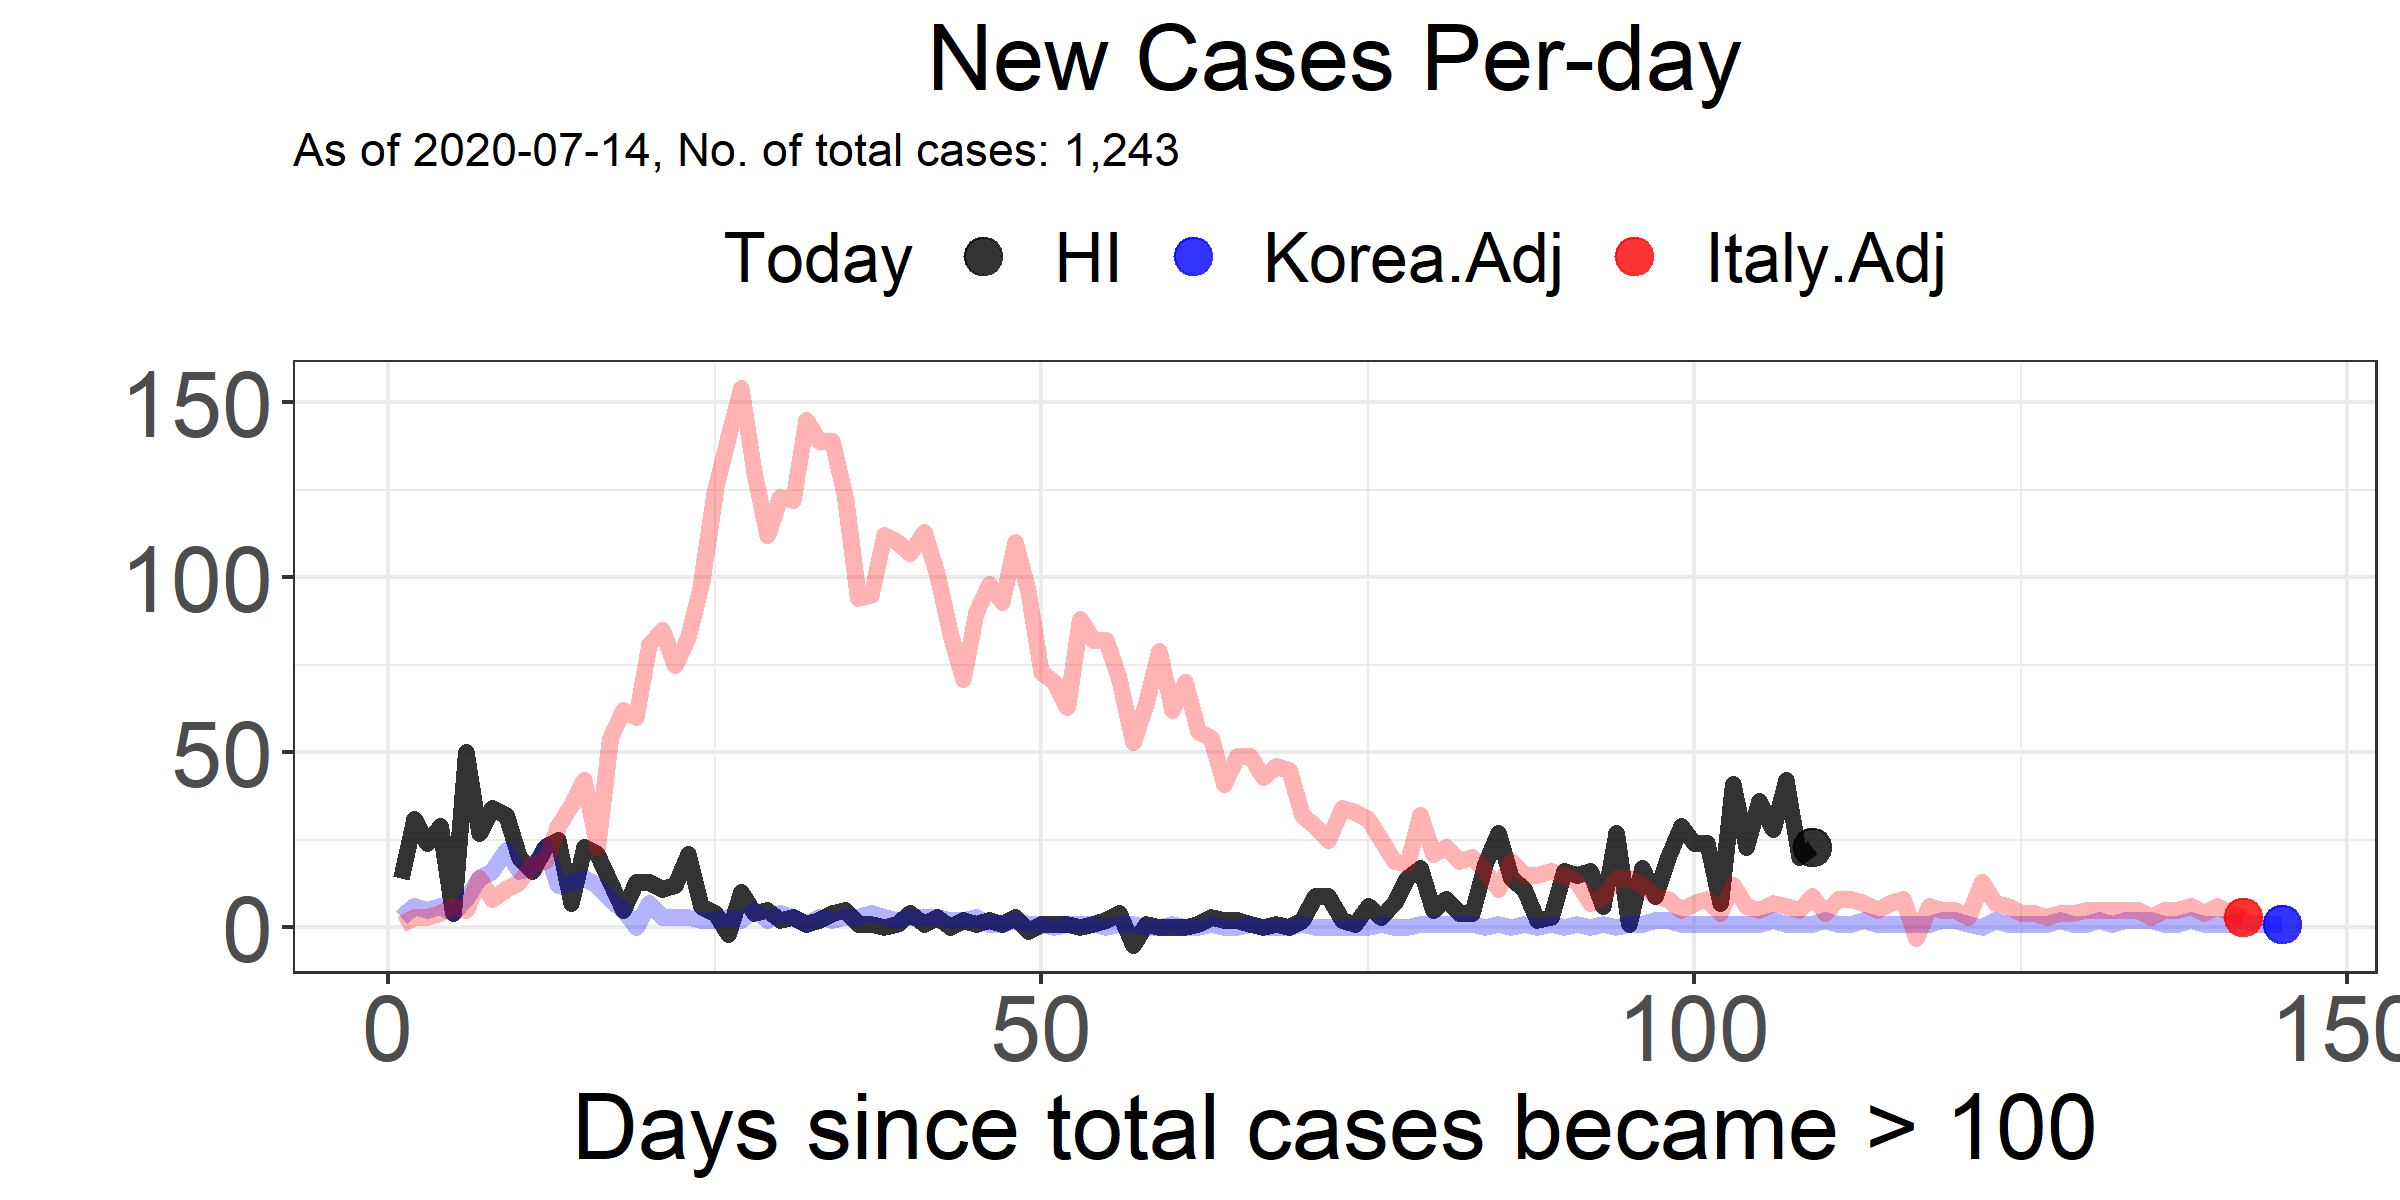 New Cases Per-day
As of 2020-07-14, No. of total cases: 1,243
Today HI Korea.Adj Italy.Adj
150
100
50
0
0 50 100 150
Days since total cases became > 100